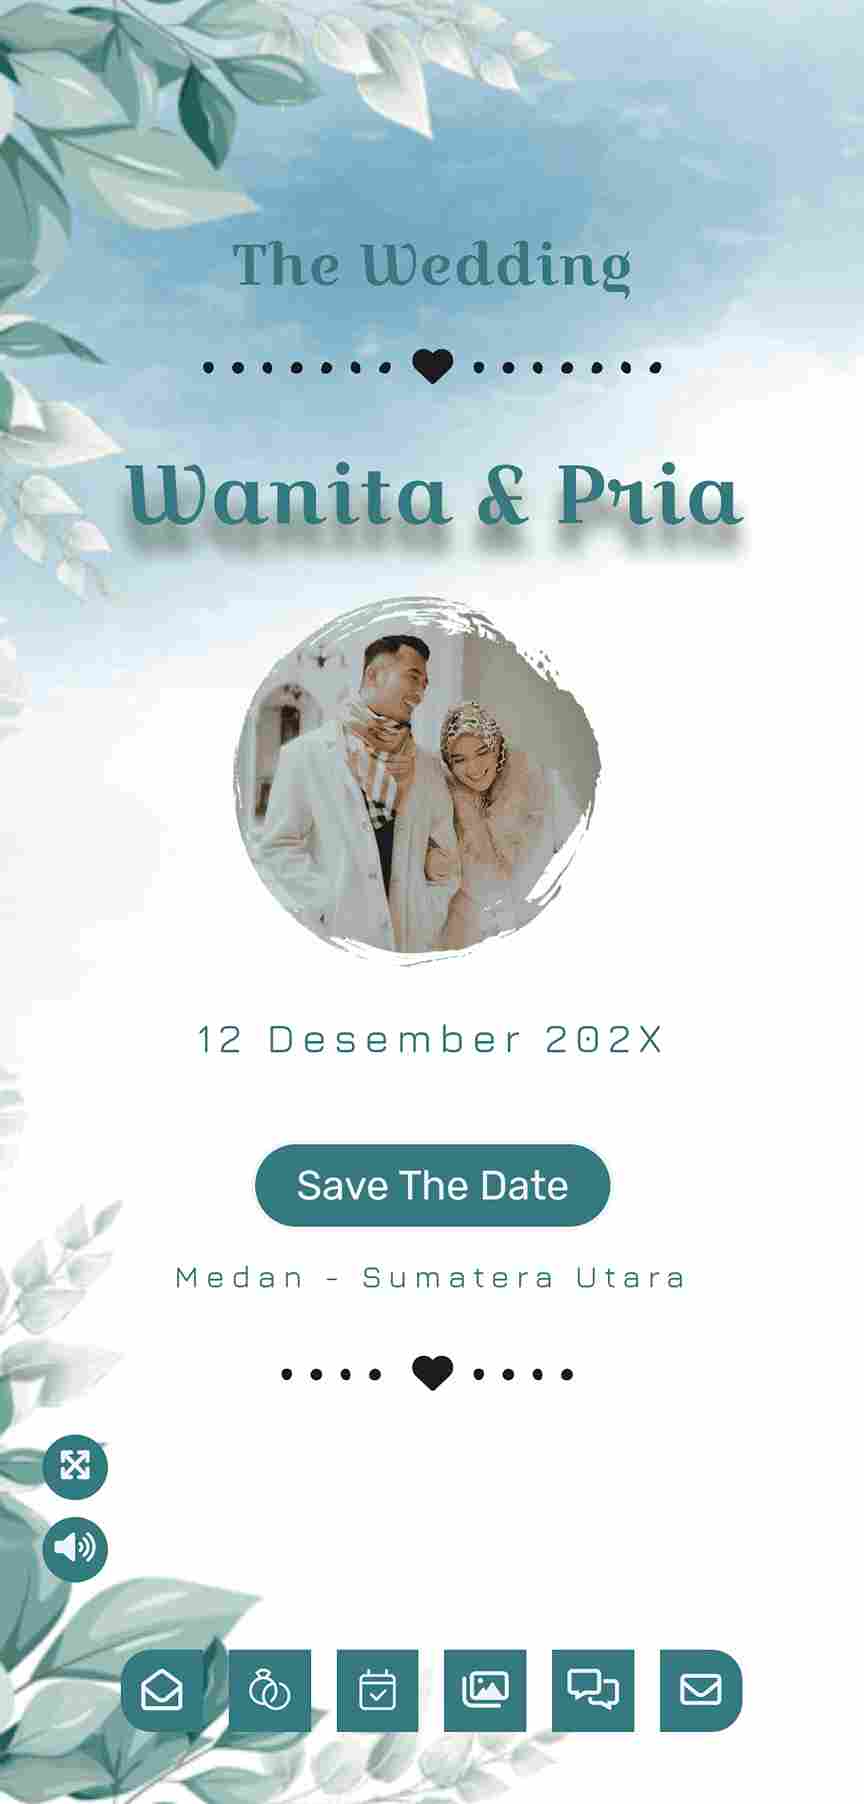 The Wedding
Wanita & Pria
12 Desember 202X
Save The Date
Medan - Sumatera Utara